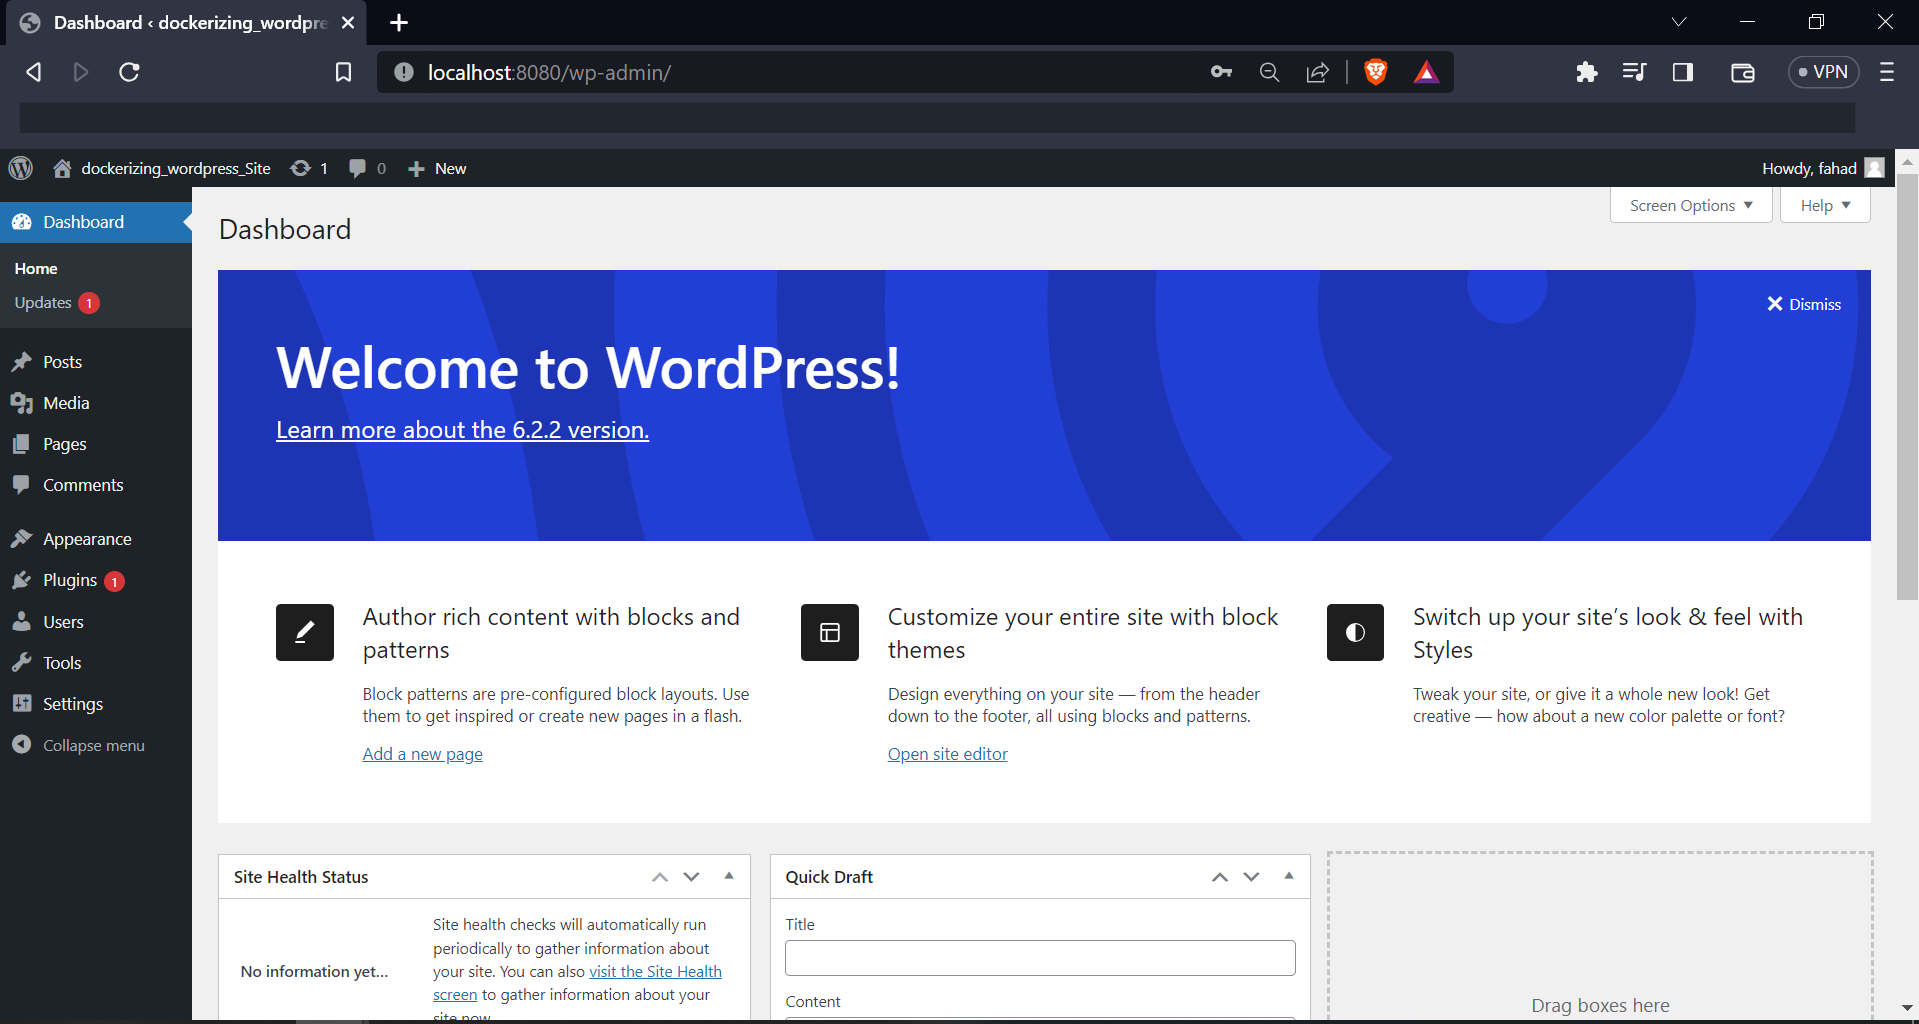 Dashboard ‹ dockerizing_wordpre
localhost:8080/wp-admin/
VPN
dockerizing_wordpress_Site 1 0 New
Howdy, fahad
Dashboard
Home
Updates 1
Posts
Media
Pages
Comments
Appearance
Plugins 1
Users
Tools
Settings
Collapse menu
Screen Options
Help
Dashboard
Dismiss
Welcome to WordPress!
Learn more about the 6.2.2 version.
Author rich content with blocks and
patterns
Block patterns are pre-configured block layouts. Use
them to get inspired or create new pages in a flash.
Add a new page
Customize your entire site with block
themes
Design everything on your site — from the header
down to the footer, all using blocks and patterns.
Open site editor
Switch up your site’s look & feel with
Styles
Tweak your site, or give it a whole new look! Get
creative — how about a new color palette or font?
Site Health Status
No information yet...
Site health checks will automatically run
periodically to gather information about
your site. You can also visit the Site Health
screen to gather information about your
site now.
Quick Draft
Title
Content
Drag boxes here